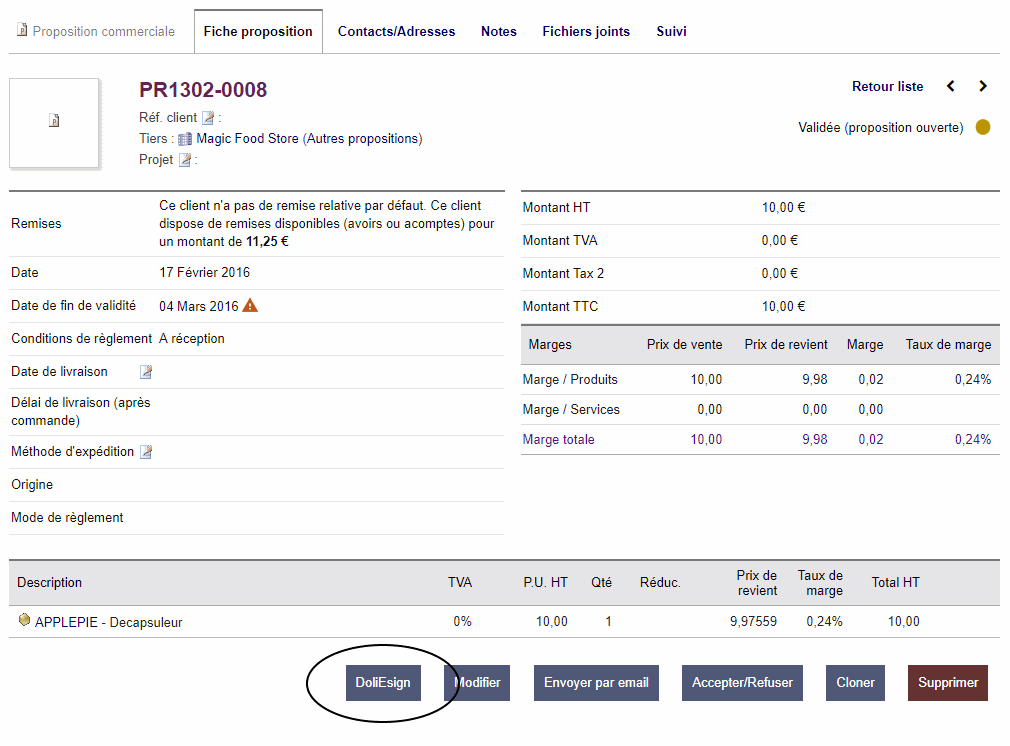 Proposition commerciale Fiche proposition Contacts/Adresses Notes Fichiers joints Suivi
PR1302-0008
Réf. client :
Tiers : Magic Food Store (Autres propositions)
Projet :
Retour liste
Validée (proposition ouverte)
Remises Ce client n'a pas de remise relative par défaut. Ce client
dispose de remises disponibles (avoirs ou acomptes) pour
un montant de 11,25 €
Date 17 Février 2016
Date de fin de validité 04 Mars 2016
Conditions de règlement A réception
Date de livraison
Délai de livraison (après
commande)
Méthode d'expédition
Origine
Mode de règlement
Montant HT 10,00 €
Montant TVA 0,00 €
Montant Tax 2 0,00 €
Montant TTC 10,00 €
Marges Prix de vente Prix de revient Marge Taux de marge
Marge / Produits 10,00 9,98 0,02 0,24%
Marge / Services 0,00 0,00 0,00
Marge totale 10,00 9,98 0,02 0,24%
Description TVA P.U. HT Qté Réduc. Prix de revient Taux de marge Total HT
APPLEPIE - Decapsuleur 0% 10,00 1 9,97559 0,24% 10,00
DoliEsign Modifier Envoyer par email Accepter/Refuser Cloner Supprimer